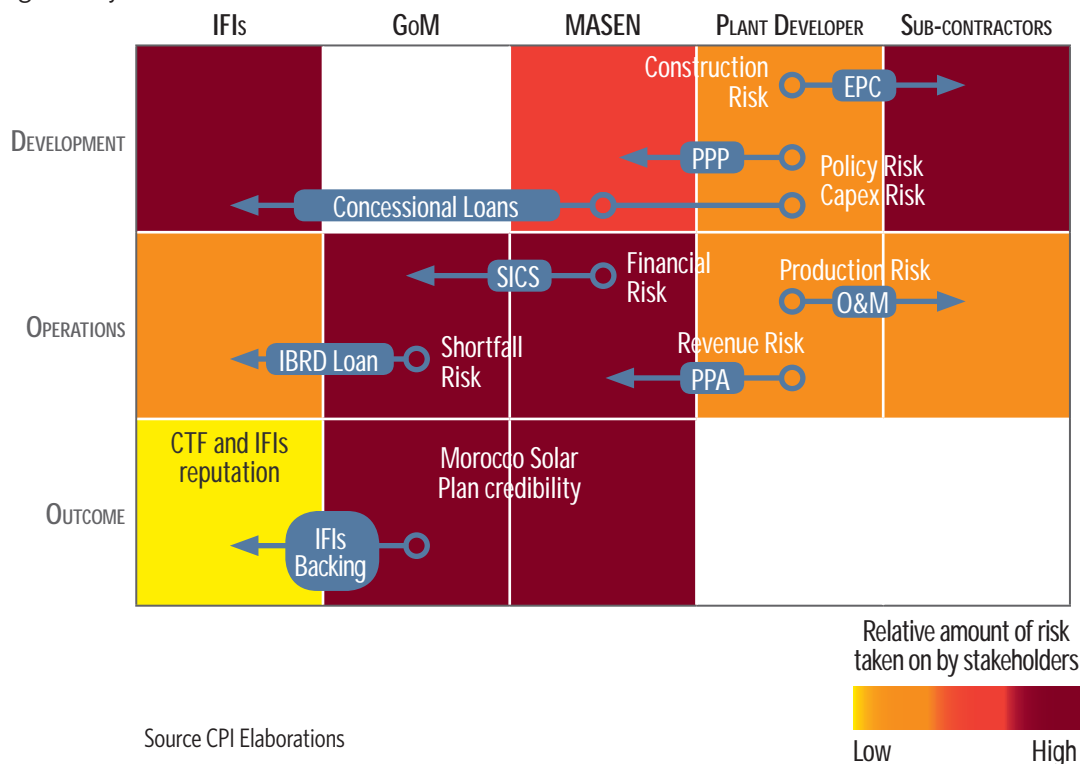 IFIs GoM MASEN Plant Developer Sub-contractors
Development
Construction
Risk
EPC
PPP
Policy Risk
Capex Risk
Concessional Loans
Operations
SICS
Financial
Risk
Production Risk
O&M
IBRD Loan
Shortfall
Risk
Revenue Risk
PPA
Outcome
CTF and IFIs
reputation
Morocco Solar
Plan credibility
IFIs
Backing
Relative amount of risk
taken on by stakeholders
Low High
Source CPI Elaborations